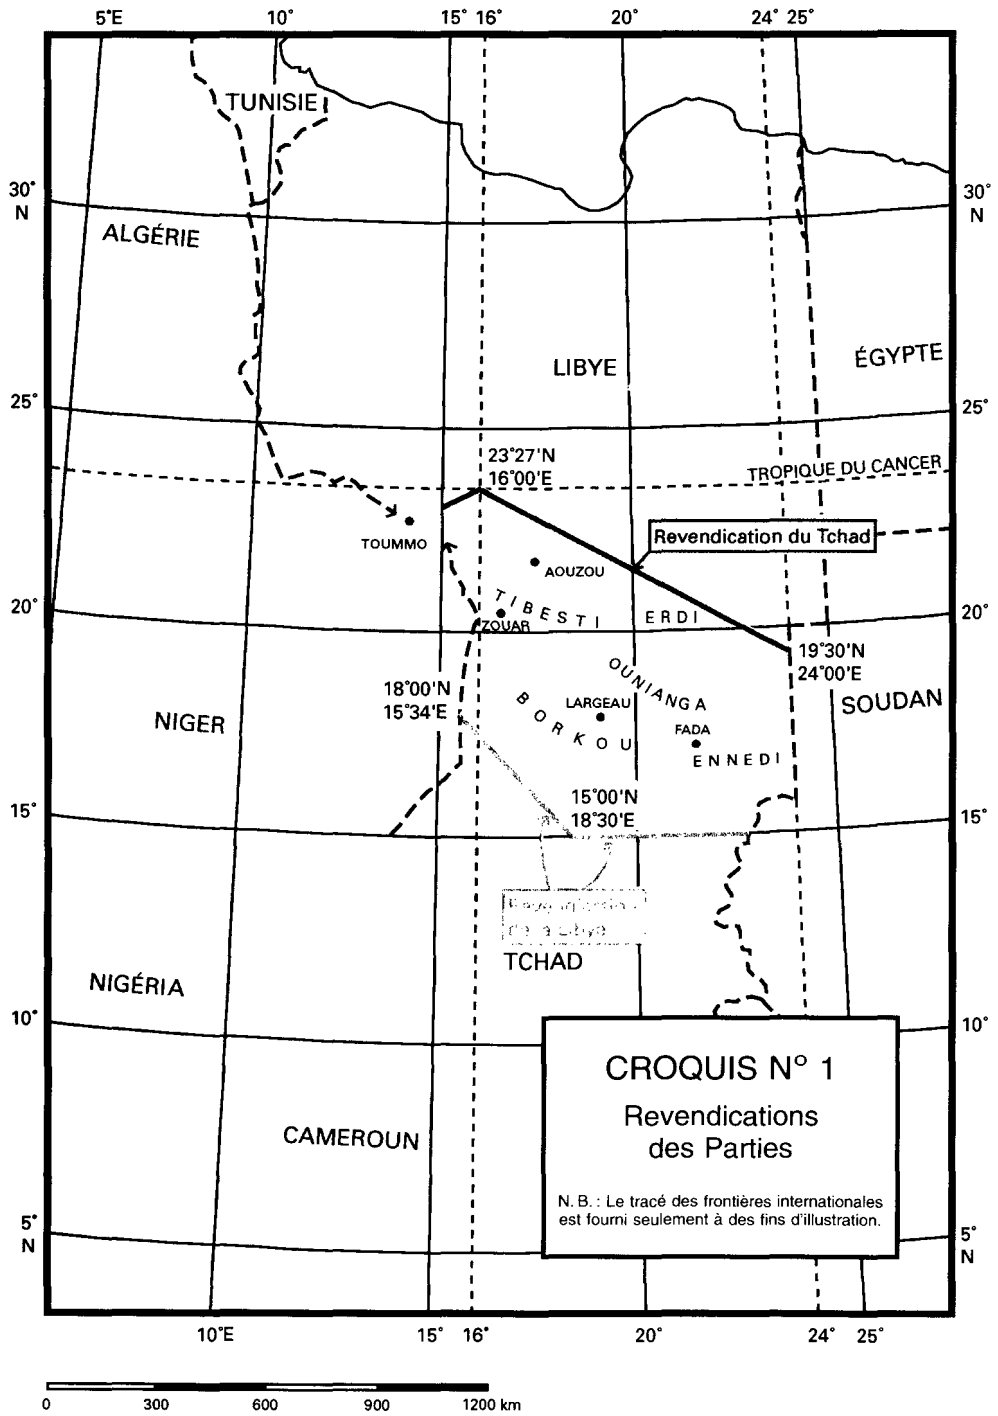 5°E 10° 15° 16° 20° 24° 25°
TUNISIE
30°
N
30°
N
ALGÉRIE
LIBYE
ÉGYPTE
25°
25°
23°27'N
16°00'E
TROPIQUE DU CANCER
Revendication du Tchad
TOUMMO
AOUZOU
TIBESTI
ERDI
20°
20°
ZOUAR
19°30'N
24°00'E
OUNIANGA
18°00'N
15°34'E
BORKOU
LARGEAU
FADA
ENNEDI
SOUDAN
NIGER
15°00'N
18°30'E
15°
15°
de la Libye
TCHAD
NIGÉRIA
10°
10°
CROQUIS N° 1
Revendications
des Parties
N.B. : Le tracé des frontières internationales
est fourni seulement à des fins d'illustration.
CAMEROUN
5°
N
5°
N
10°E 15° 16° 20° 24° 25°
0 300 600 900 1200 km